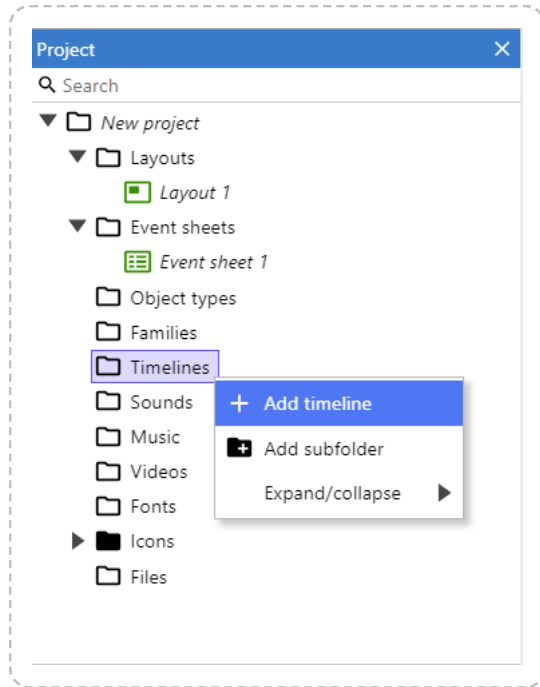 Project
Search
New project
Layouts
Layout 1
Event sheets
Event sheet 1
Object types
Families
Timelines
Add timeline
Sounds
Add subfolder
Music
Videos
Expand/collapse
Fonts
Icons
Files